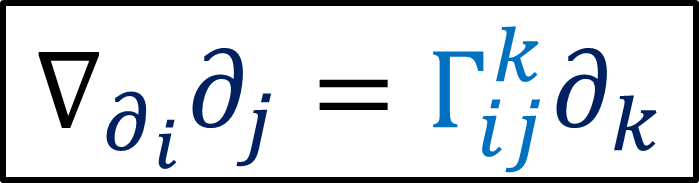 ∇_{∂_i} ∂_j = Γ^k_{ij} ∂_k